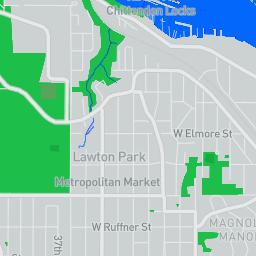 Chittenden Locks
W Elmore St
Lawton Park
Metropolitan Market
W Ruffner St
MAGNOL
MANO
37th